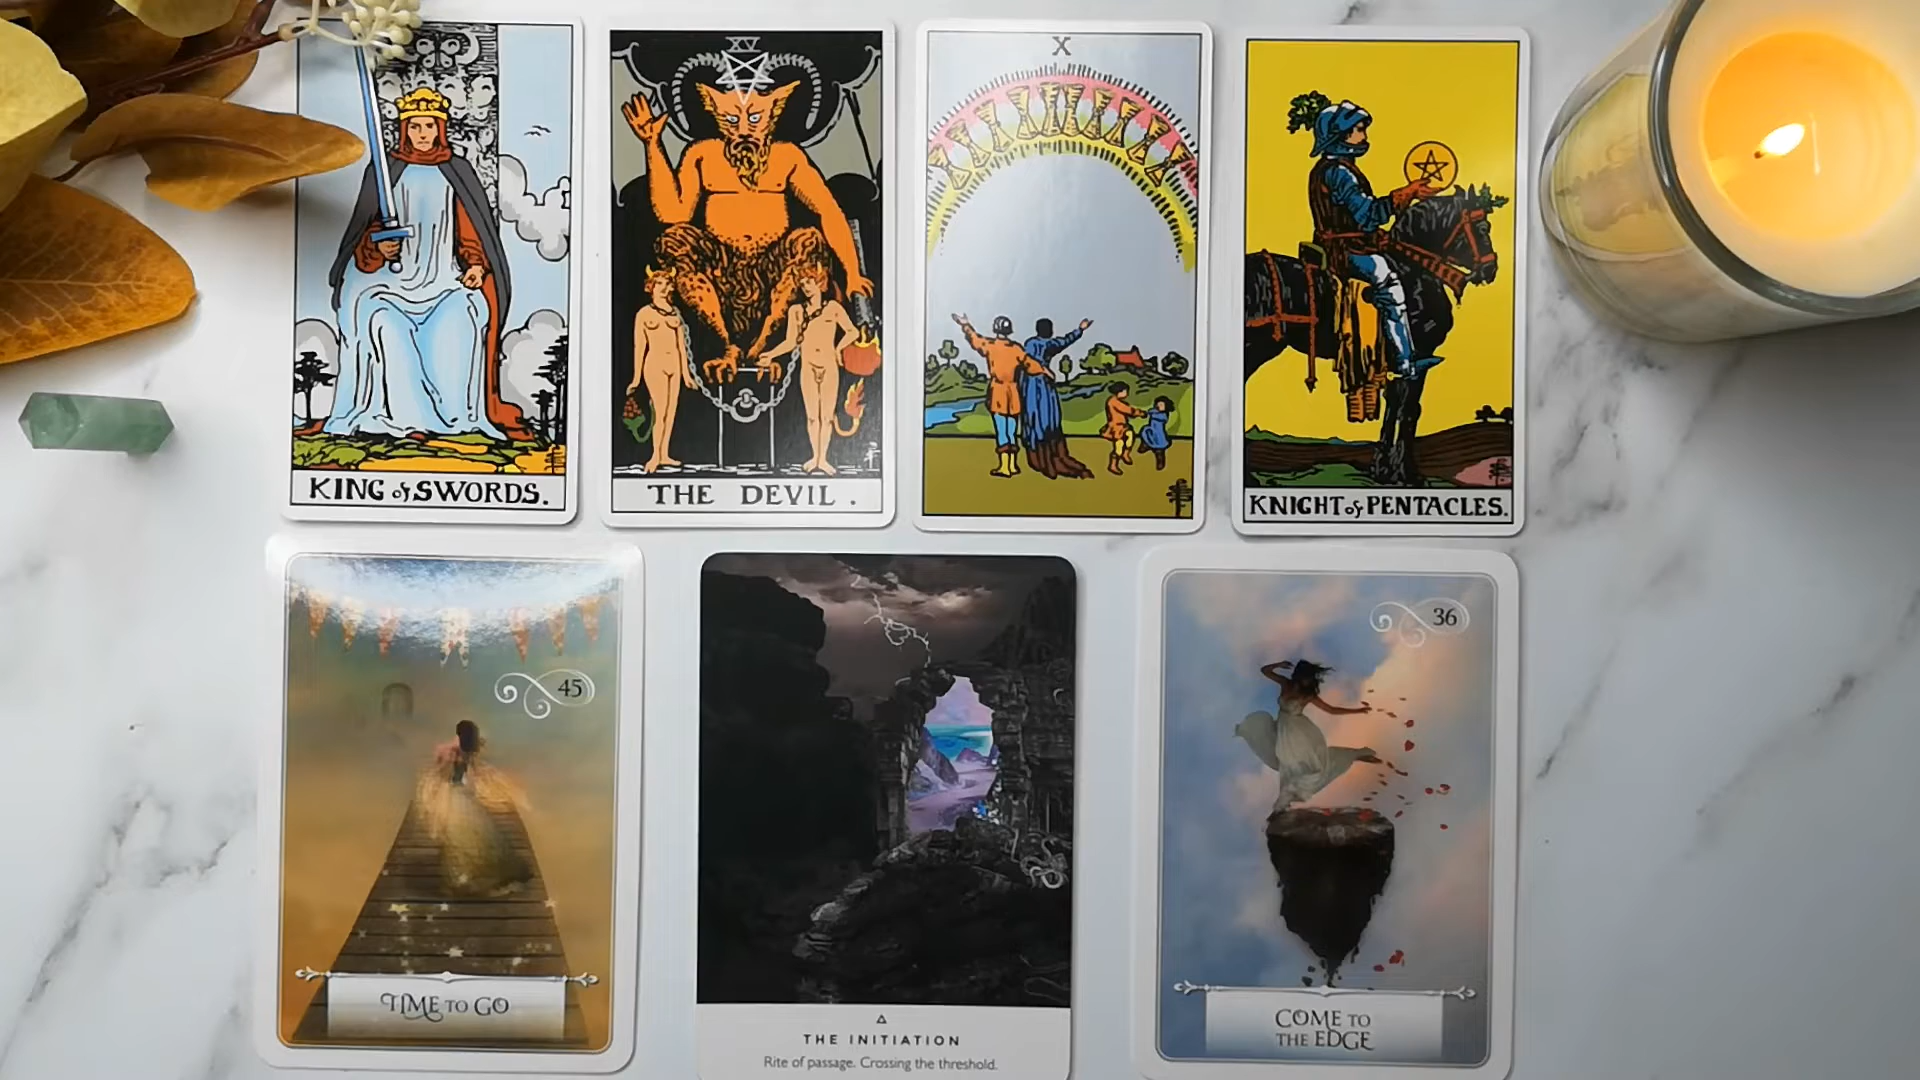 KING of SWORDS.
XV
THE DEVIL.
X
KNIGHT of PENTACLES.
45
TIME TO GO
THE INITIATION
Rite of passage. Crossing the threshold.
36
COME TO
THE EDGE